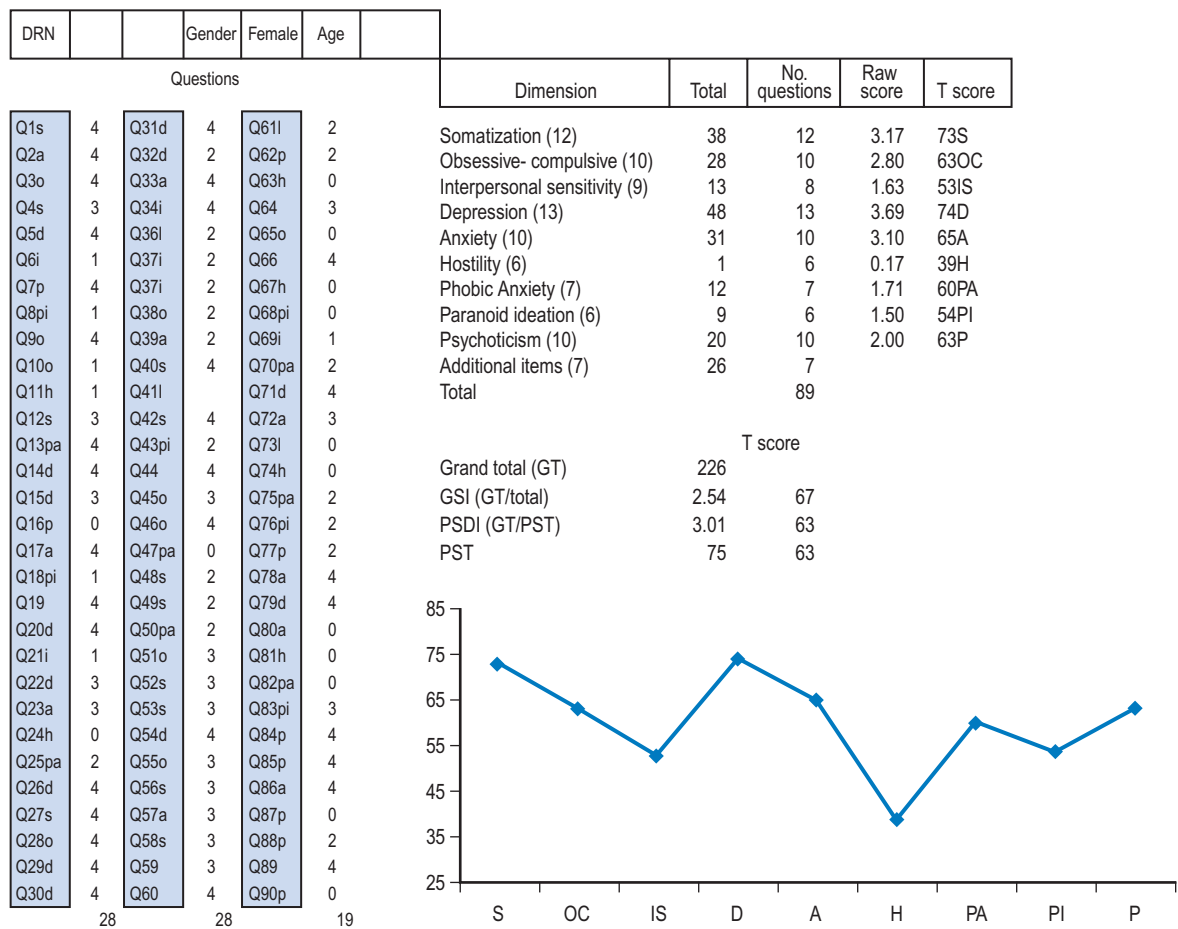 DRN Gender Female Age
Questions
Q1s 4 Q31d 4 Q61l 2
Q2a 4 Q32d 2 Q62p 2
Q3o 4 Q33a 4 Q63h 0
Q4s 3 Q34i 4 Q64 3
Q5d 4 Q36l 2 Q65o 0
Q6i 1 Q37i 2 Q66 4
Q7p 4 Q37i 2 Q67h 0
Q8pi 1 Q38o 2 Q68pi 0
Q9o 4 Q39a 2 Q69i 1
Q10o 1 Q40s 4 Q70pa 2
Q11h 1 Q41l Q71d 4
Q12s 3 Q42s 4 Q72a 3
Q13pa 4 Q43pi 2 Q73l 0
Q14d 4 Q44 4 Q74h 0
Q15d 3 Q45o 3 Q75pa 2
Q16p 0 Q46o 4 Q76pi 2
Q17a 4 Q47pa 0 Q77p 2
Q18pi 1 Q48s 2 Q78a 4
Q19 4 Q49s 2 Q79d 4
Q20d 4 Q50pa 2 Q80a 0
Q21i 1 Q51o 3 Q81h 0
Q22d 3 Q52s 3 Q82pa 0
Q23a 3 Q53s 3 Q83pi 3
Q24h 0 Q54d 4 Q84p 4
Q25pa 2 Q55o 3 Q85p 4
Q26d 4 Q56s 3 Q86a 4
Q27s 4 Q57a 3 Q87p 0
Q28o 4 Q58s 3 Q88p 2
Q29d 4 Q59 3 Q89 4
Q30d 4 Q60 4 Q90p 0
28 28 19
Dimension Total No. questions Raw score T score
Somatization (12) 38 12 3.17 73S
Obsessive- compulsive (10) 28 10 2.80 63OC
Interpersonal sensitivity (9) 13 8 1.63 53IS
Depression (13) 48 13 3.69 74D
Anxiety (10) 31 10 3.10 65A
Hostility (6) 1 6 0.17 39H
Phobic Anxiety (7) 12 7 1.71 60PA
Paranoid ideation (6) 9 6 1.50 54PI
Psychoticism (10) 20 10 2.00 63P
Additional items (7) 26 7
Total 89
T score
Grand total (GT) 226
GSI (GT/total) 2.54 67
PSDI (GT/PST) 3.01 63
PST 75 63
85
75
65
55
45
35
25
S OC IS D A H PA PI P